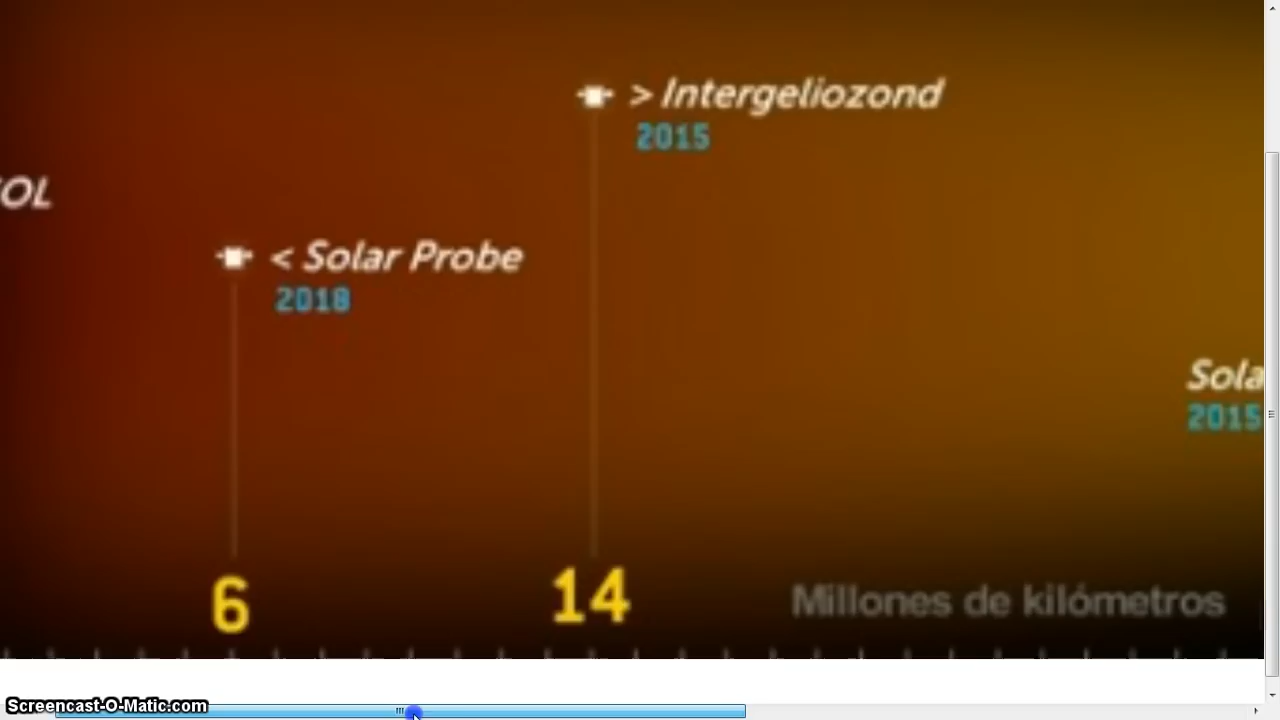 > Intergeliozond
2015
OL
< Solar Probe
2018
Sola
2015
6
14
Millones de kilómetros
Screencast-O-Matic.com